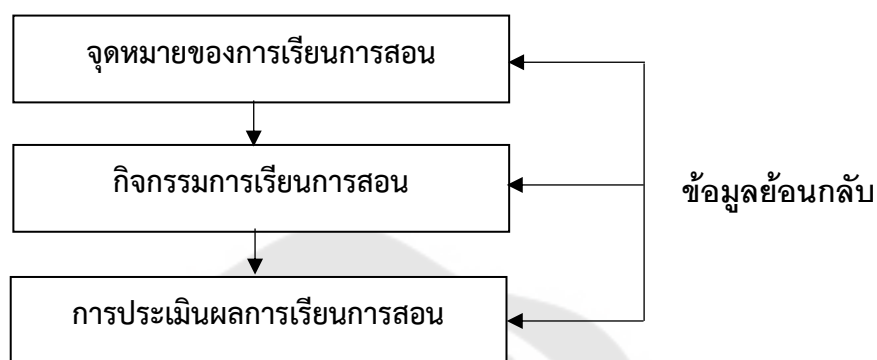 จุดหมายของการเรียนการสอน
กิจกรรมการเรียนการสอน
ข้อมูลย้อนกลับ
การประเมินผลการเรียนการสอน